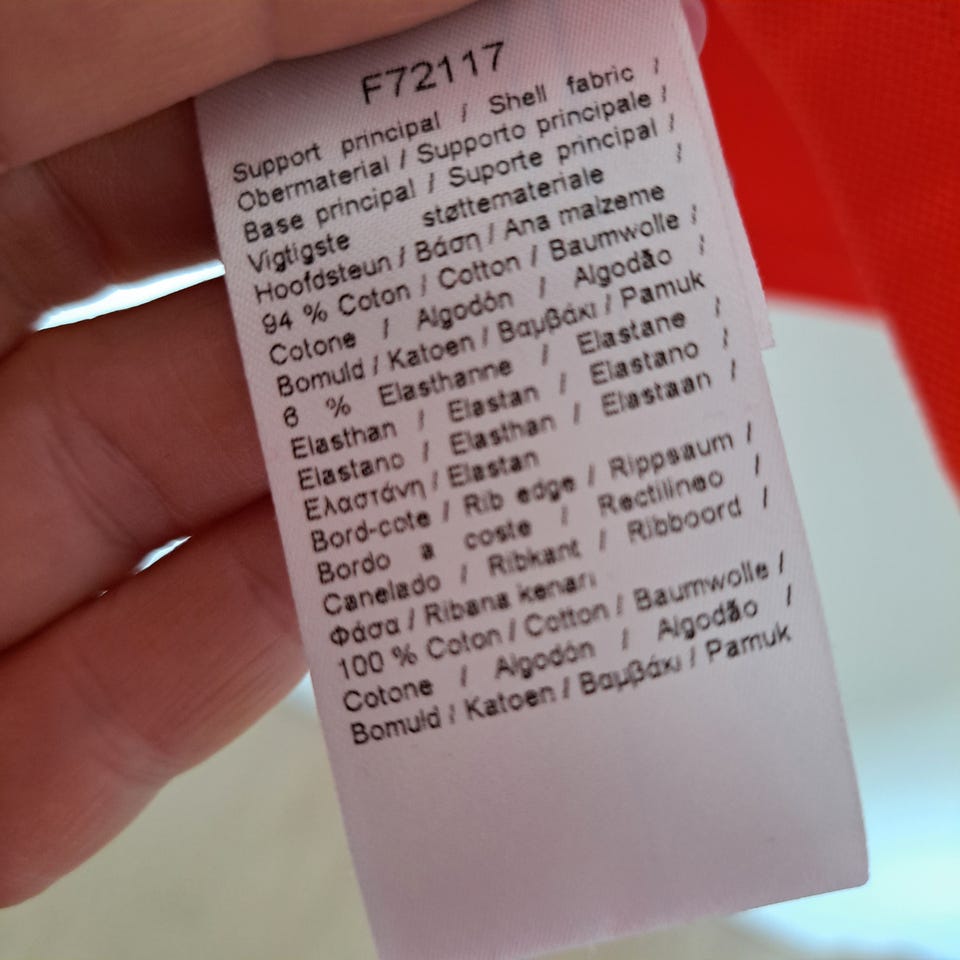 F72117
Support principal / Shell fabric /
Obermaterial / Supporto principale /
Base principal / Suporte principal /
Vigtigste støttemateriale /
Hoofdsteun / Βάση / Ana malzeme
94 % Coton / Cotton / Baumwolle /
Cotone / Algodón / Algodão /
Bomuld / Katoen / Βαμβάκι / Pamuk
6 % Elasthanne / Elastane /
Elasthan / Elastan / Elastano /
Elastano / Elasthan / Elastaan /
Ελαστάνη / Elastan
Bord-cote / Rib edge / Rippsaum /
Bordo a coste / Rectilineo /
Canelado / Ribkant / Ribboord /
Φάσα / Ribana kenarı
100 % Coton / Cotton / Baumwolle /
Cotone / Algodón / Algodão /
Bomuld / Katoen / Βαμβάκι / Pamuk